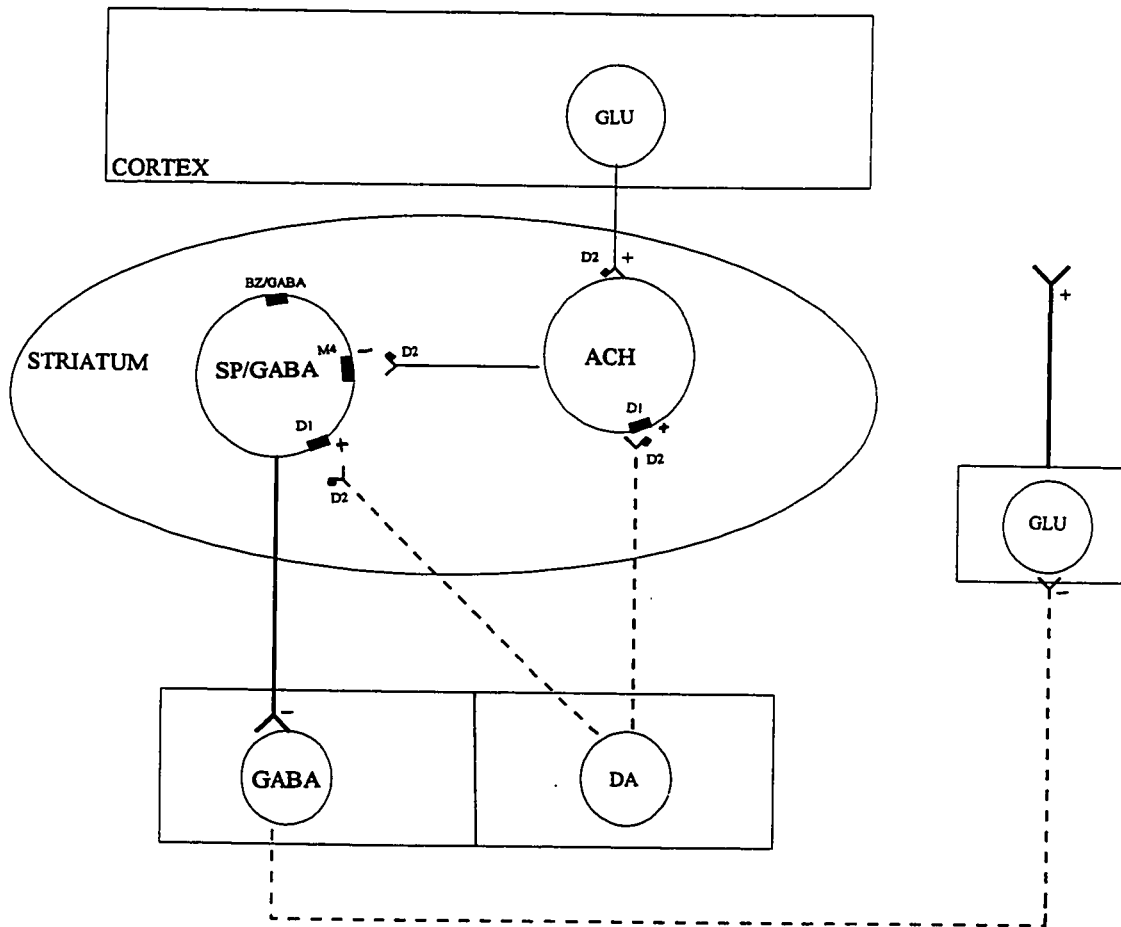 GLU
CORTEX
D2 +
BZ/GABA
STRIATUM
SP/GABA
M4 -
D2
ACH
+
D1 +
D1 +
D2
D2
GLU
-
-
GABA
DA